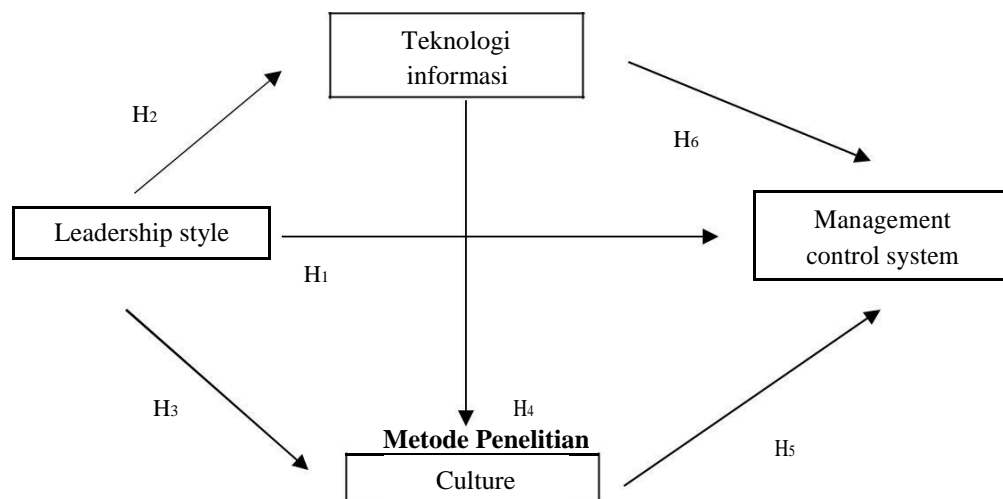 Teknologi
informasi
H2
H6
Leadership style
Management
control system
H1
H3
H4
Metode Penelitian
H5
Culture